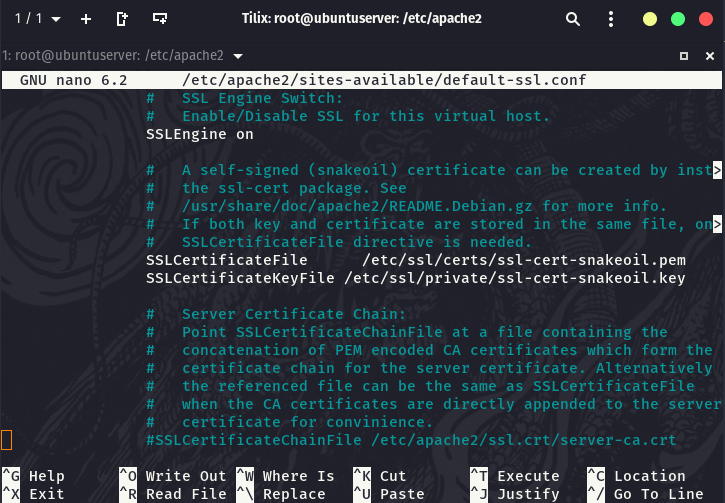 1 / 1
Tilix: root@ubuntuserver: /etc/apache2
1: root@ubuntuserver: /etc/apache2
GNU nano 6.2 /etc/apache2/sites-available/default-ssl.conf
# SSL Engine Switch:
# Enable/Disable SSL for this virtual host.
SSLEngine on
# A self-signed (snakeoil) certificate can be created by inst>
# the ssl-cert package. See
# /usr/share/doc/apache2/README.Debian.gz for more info.
# If both key and certificate are stored in the same file, on>
# SSLCertificateFile directive is needed.
SSLCertificateFile /etc/ssl/certs/ssl-cert-snakeoil.pem
SSLCertificateKeyFile /etc/ssl/private/ssl-cert-snakeoil.key
# Server Certificate Chain:
# Point SSLCertificateChainFile at a file containing the
# concatenation of PEM encoded CA certificates which form the
# certificate chain for the server certificate. Alternatively
# the referenced file can be the same as SSLCertificateFile
# when the CA certificates are directly appended to the server
# certificate for convinience.
#SSLCertificateChainFile /etc/apache2/ssl.crt/server-ca.crt
^G Help ^O Write Out ^W Where Is ^K Cut ^T Execute ^C Location
^X Exit ^R Read File ^\ Replace ^U Paste ^J Justify ^/ Go To Line